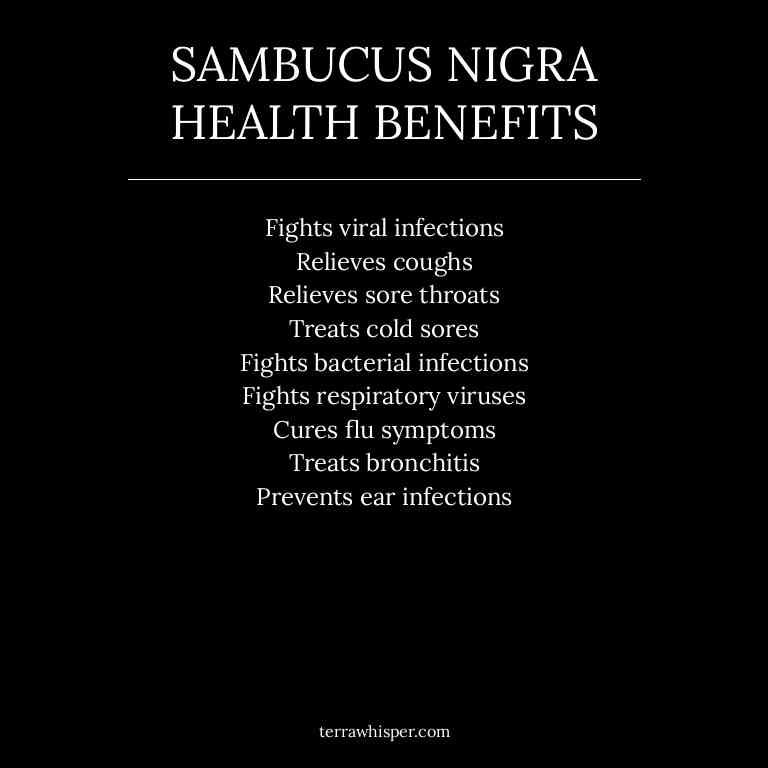 SAMBUCUS NIGRA
HEALTH BENEFITS
Fights viral infections
Relieves coughs
Relieves sore throats
Treats cold sores
Fights bacterial infections
Fights respiratory viruses
Cures flu symptoms
Treats bronchitis
Prevents ear infections
terrawhisper.com